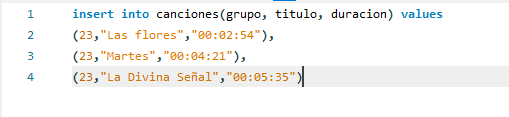 1 insert into canciones(grupo, titulo, duracion) values
2 (23,"Las flores","00:02:54"),
3 (23,"Martes","00:04:21"),
4 (23,"La Divina Señal","00:05:35")